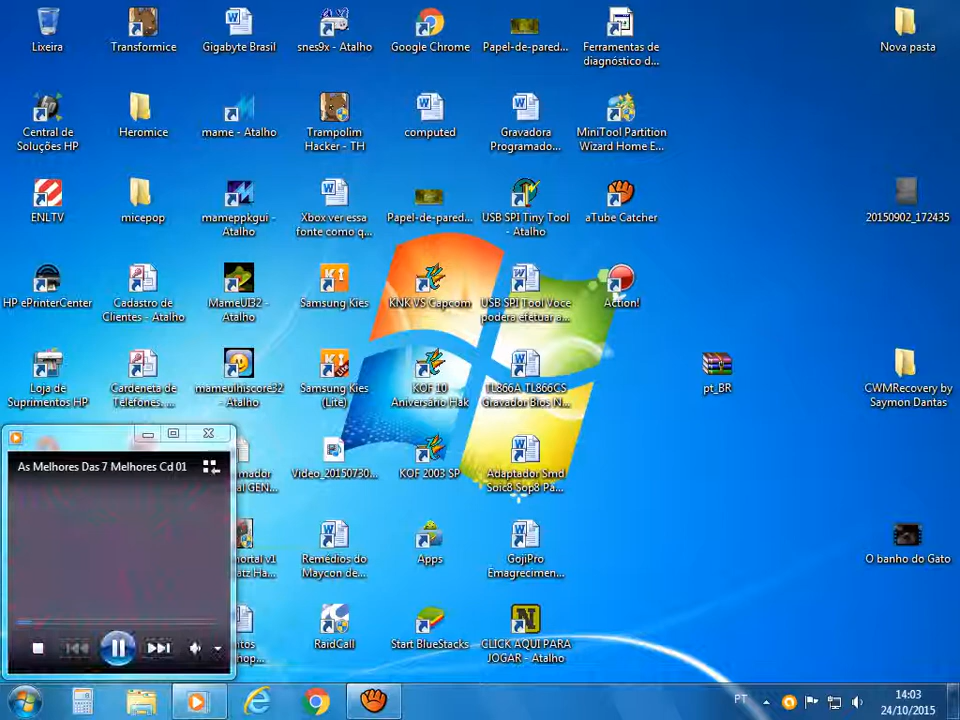 Lixeira
Transformice
Gigabyte Brasil
snes9x - Atalho
Google Chrome
Papel-de-pared...
Ferramentas de
diagnóstico d...
Nova pasta
Central de
Soluções HP
Heromice
mame - Atalho
Trampolim
Hacker - TH
computed
Gravadora
Programado...
MiniTool Partition
Wizard Home E...
ENLTV
micepop
mameppkgui -
Atalho
Xbox ver essa
fonte como q...
Papel-de-pared...
USB SPI Tiny Tool
- Atalho
aTube Catcher
20150902_172435
HP ePrinterCenter
Cadastro de
Clientes - Atalho
MameUI32 -
Atalho
Samsung Kies
KNK VS Capcom
USB SPI Tool Voce
podera efetuar a...
Action!
Loja de
Suprimentos HP
Cardeneta de
Telefones. ...
mameuihiscore32
- Atalho
Samsung Kies
(Lite)
KOF 10
Aniversário Hak
TL866A TL866CS
Gravador Bios N...
pt_BR
CWMRecovery by
Saymon Dantas
As Melhores Das 7 Melhores Cd 01
Video_20150730...
KOF 2003 SP
Adaptador Smd
Soic8 Sop8 Pa...
Remédios do
Maycon de...
Apps
GojiPro
Emagrecimen...
O banho do Gato
RaidCall
Start BlueStacks
CLICK AQUI PARA
JOGAR - Atalho
PT
14:03
24/10/2015